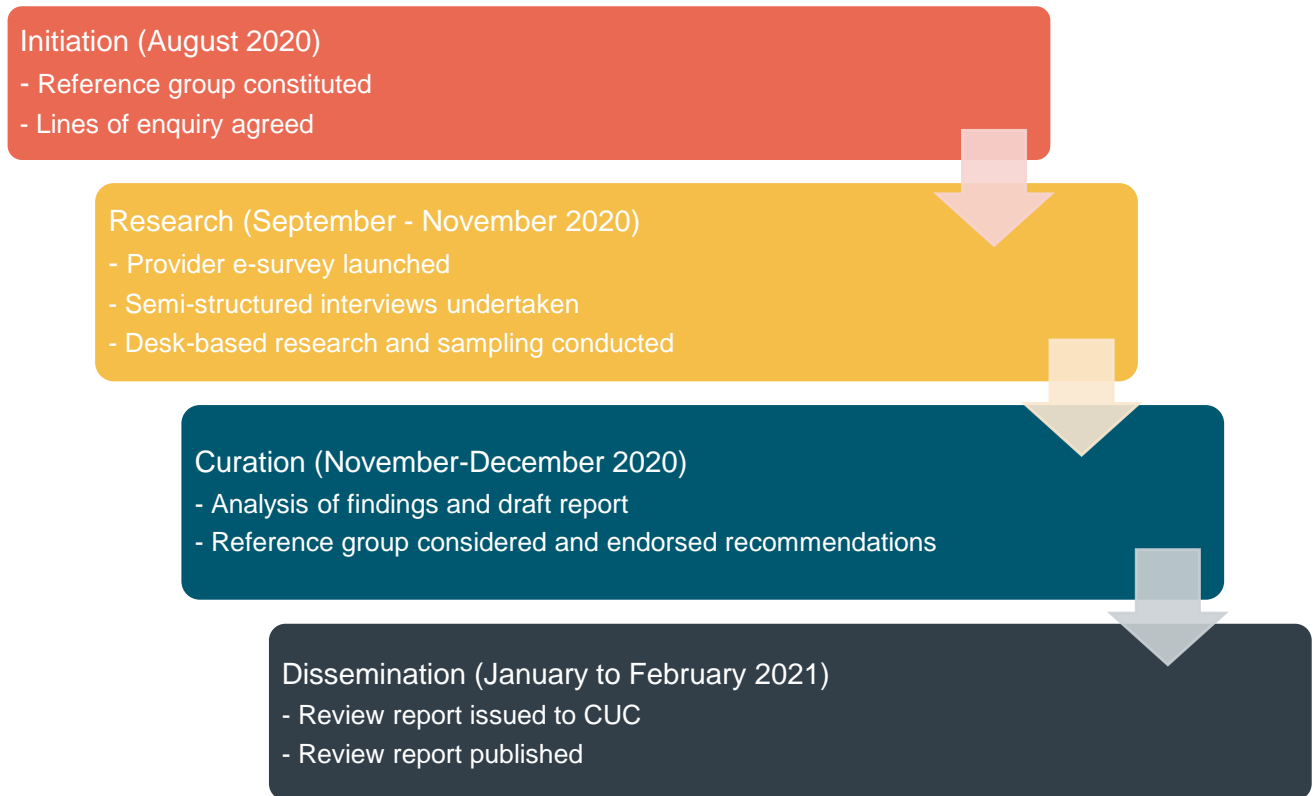 Initiation (August 2020)
- Reference group constituted
- Lines of enquiry agreed
Research (September - November 2020)
- Provider e-survey launched
- Semi-structured interviews undertaken
- Desk-based research and sampling conducted
Curation (November-December 2020)
- Analysis of findings and draft report
- Reference group considered and endorsed recommendations
Dissemination (January to February 2021)
- Review report issued to CUC
- Review report published